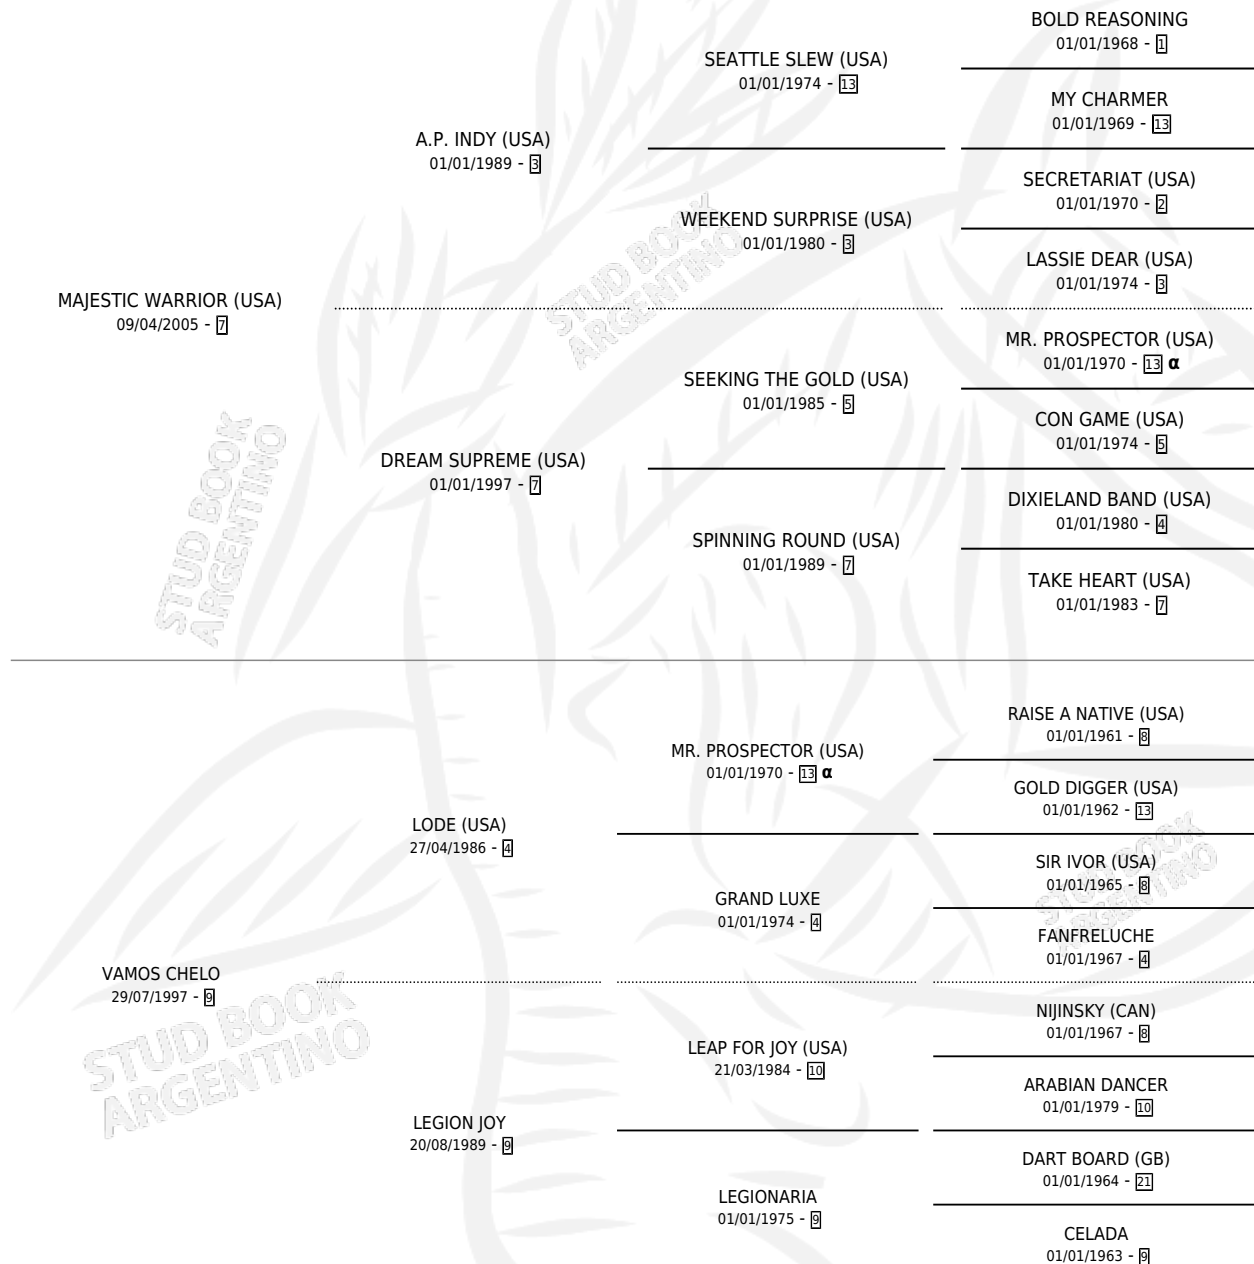 BOLD REASONING
01/01/1968 - 1
SEATTLE SLEW (USA)
01/01/1974 - 13
MY CHARMER
01/01/1969 - 13
A.P. INDY (USA)
01/01/1989 - 3
SECRETARIAT (USA)
01/01/1970 - 2
WEEKEND SURPRISE (USA)
01/01/1980 - 3
LASSIE DEAR (USA)
01/01/1974 - 3
MAJESTIC WARRIOR (USA)
09/04/2005 - 7
MR. PROSPECTOR (USA)
01/01/1970 - 13 α
SEEKING THE GOLD (USA)
01/01/1985 - 5
CON GAME (USA)
01/01/1974 - 5
DREAM SUPREME (USA)
01/01/1997 - 7
DIXIELAND BAND (USA)
01/01/1980 - 4
SPINNING ROUND (USA)
01/01/1989 - 7
TAKE HEART (USA)
01/01/1983 - 7
RAISE A NATIVE (USA)
01/01/1961 - 8
MR. PROSPECTOR (USA)
01/01/1970 - 13 α
GOLD DIGGER (USA)
01/01/1962 - 13
LODE (USA)
27/04/1986 - 4
SIR IVOR (USA)
01/01/1965 - 8
GRAND LUXE
01/01/1974 - 4
FANFRELUCHE
01/01/1967 - 4
VAMOS CHELO
29/07/1997 - 9
NIJINSKY (CAN)
01/01/1967 - 8
LEAP FOR JOY (USA)
21/03/1984 - 10
ARABIAN DANCER
01/01/1979 - 10
LEGION JOY
20/08/1989 - 9
DART BOARD (GB)
01/01/1964 - 21
LEGIONARIA
01/01/1975 - 9
CELADA
01/01/1963 - 9
STUD BOOK
ARGENTINO
STUD BOOK
ARGENTINO
STUD BOOK
ARGENTINO
STUD BOOK
ARGENTINO